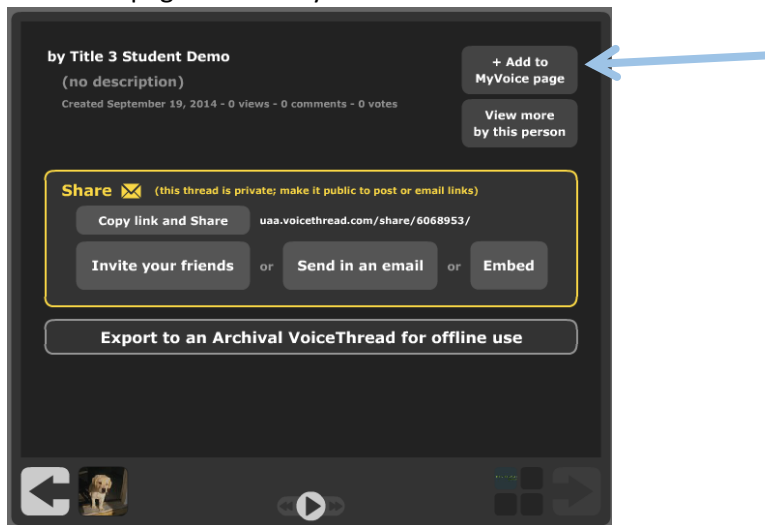 by Title 3 Student Demo
(no description)
Created September 19, 2014 - 0 views - 0 comments - 0 votes
+ Add to
MyVoice page
View more
by this person
Share (this thread is private; make it public to post or email links)
Copy link and Share uaa.voicethread.com/share/6068953/
Invite your friends or Send in an email or Embed
Export to an Archival VoiceThread for offline use